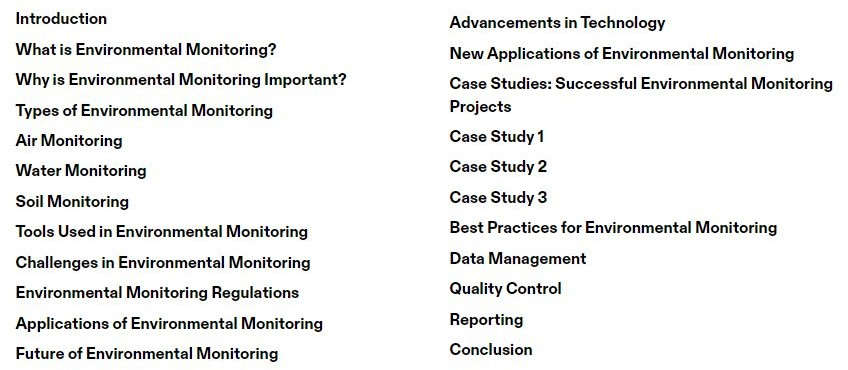 Introduction
What is Environmental Monitoring?
Why is Environmental Monitoring Important?
Types of Environmental Monitoring
Air Monitoring
Water Monitoring
Soil Monitoring
Tools Used in Environmental Monitoring
Challenges in Environmental Monitoring
Environmental Monitoring Regulations
Applications of Environmental Monitoring
Future of Environmental Monitoring
Advancements in Technology
New Applications of Environmental Monitoring
Case Studies: Successful Environmental Monitoring
Projects
Case Study 1
Case Study 2
Case Study 3
Best Practices for Environmental Monitoring
Data Management
Quality Control
Reporting
Conclusion